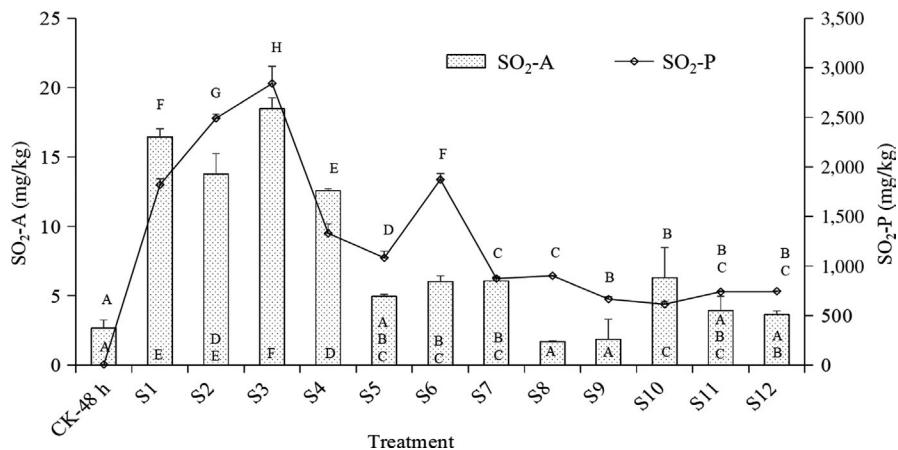 25
20
15
10
5
0
SO₂-A (mg/kg)
3,500
3,000
2,500
2,000
1,500
1,000
500
0
SO₂-P (mg/kg)
SO₂-A
SO₂-P
A
F
G
H
E
D
F
C
C
B
B
B
C
B
C
A
E
D
E
F
D
A
B
C
B
C
B
C
A
A
C
A
B
C
A
B
CK-48 h
S1
S2
S3
S4
S5
S6
S7
S8
S9
S10
S11
S12
Treatment